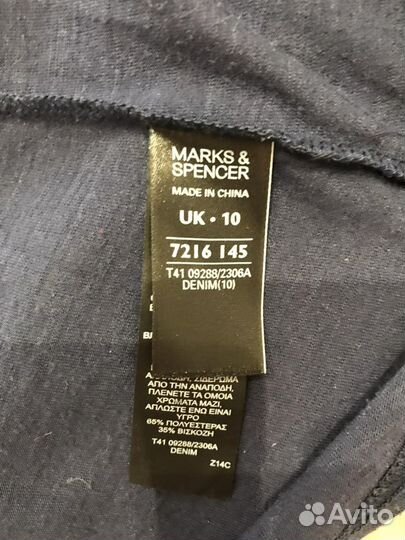 MARKS &
SPENCER
MADE IN CHINA
UK • 10
7216 145
T41 09288/2306A
DENIM(10)
ΑΠΟ ΤΗΝ ΑΝΑΠΟΔΗ,
ΠΛΕΝΕΤΕ ΤΑ ΟΜΟΙΑ
ΧΡΩΜΑΤΑ ΜΑΖΙ,
ΑΠΛΩΣΤΕ ΕΝΩ ΕΙΝΑΙ
ΥΓΡΟ
65% ΠΟΛΥΕΣΤΕΡΑΣ
35% ΒΙΣΚΟΖΗ
T41 09288/2306A
DENIM
Z14C
Avito